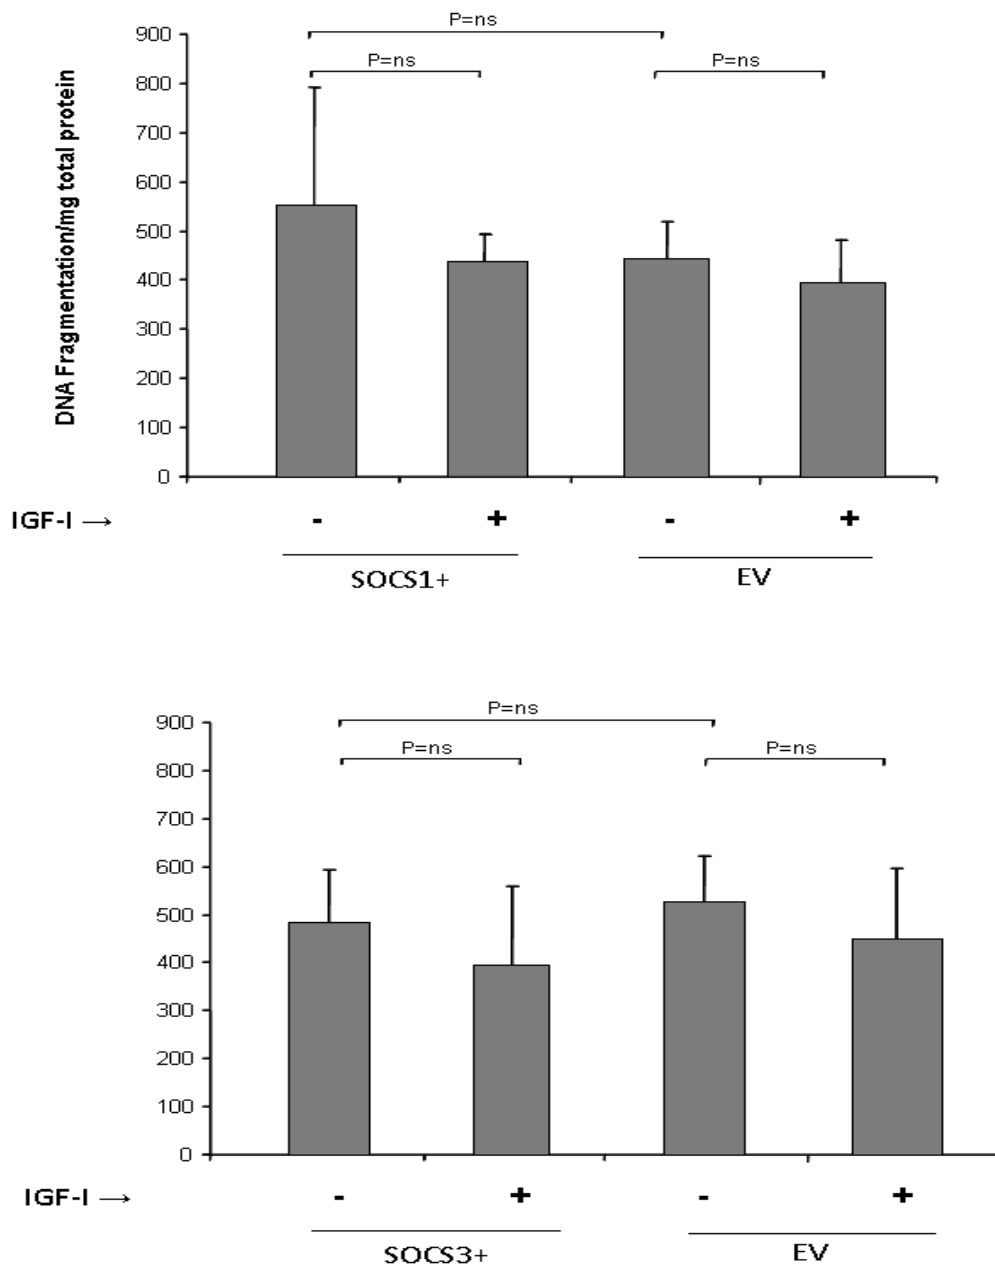 P=ns
P=ns P=ns
DNA Fragmentation/mg total protein
900
800
700
600
500
400
300
200
100
0
IGF-I → - + - +
SOCS1+ EV
P=ns
P=ns P=ns
900
800
700
600
500
400
300
200
100
0
IGF-I → - + - +
SOCS3+ EV